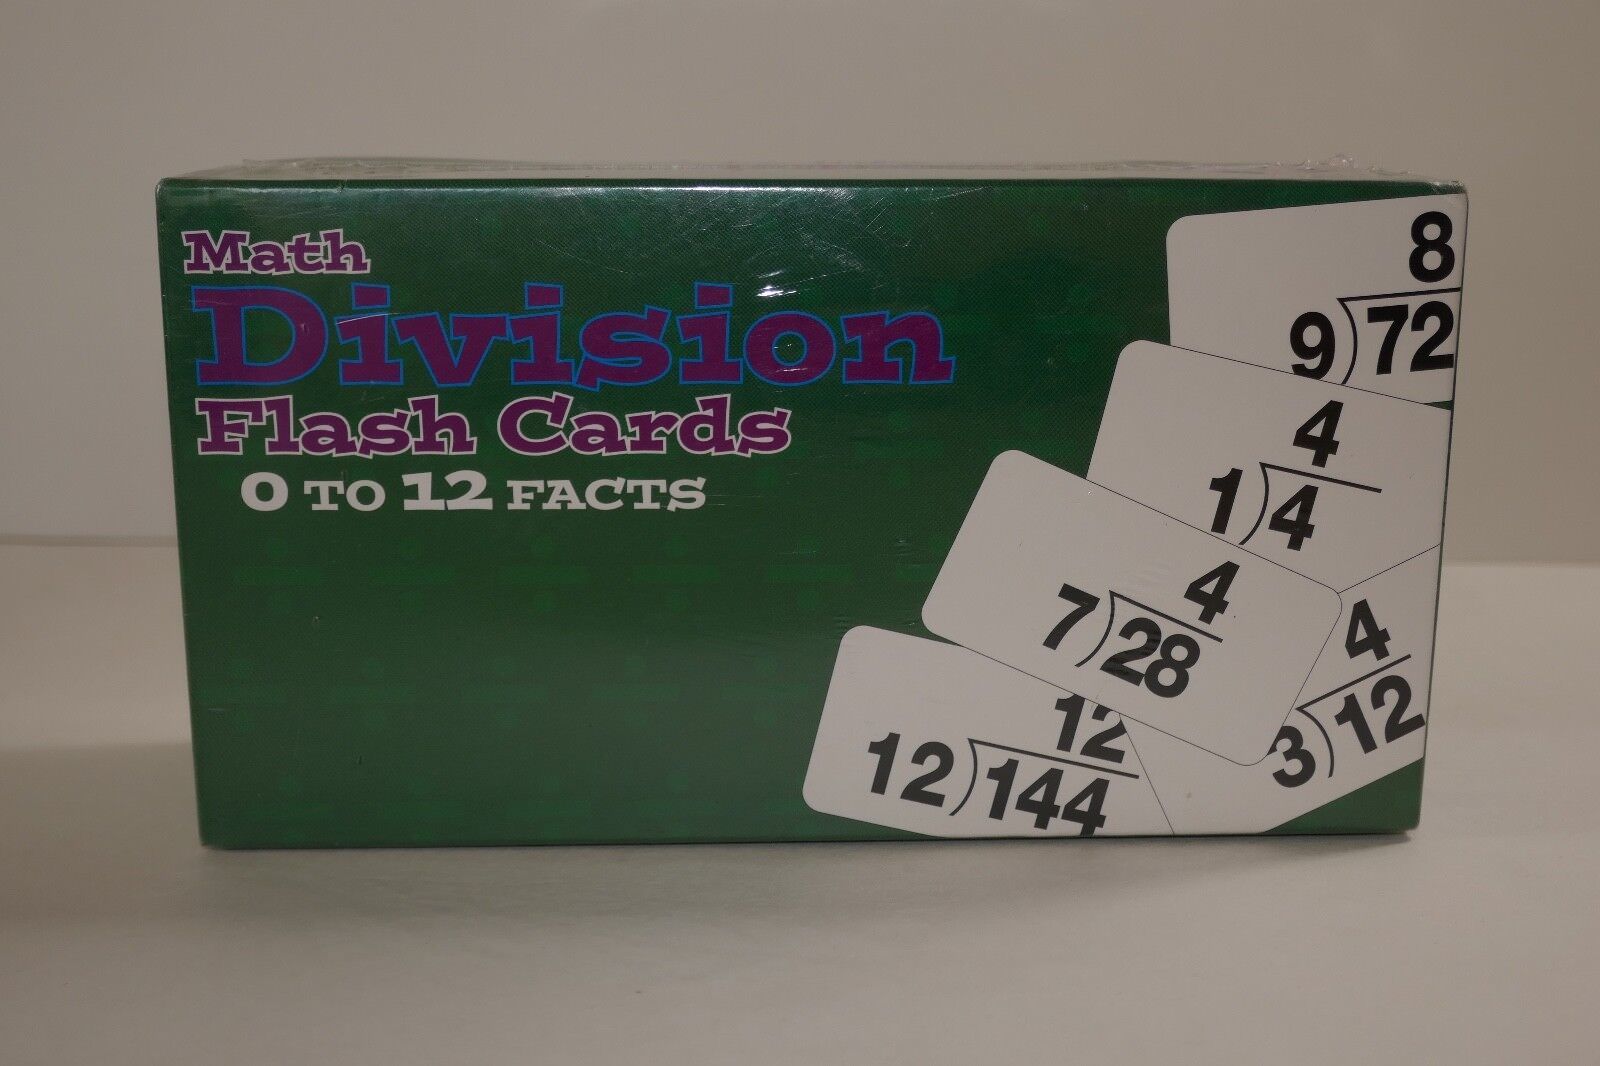 Math
Division
Flash Cards
0 TO 12 FACTS
8
9)72
4
1)4
4
7)28
4
3)12
12
12)144